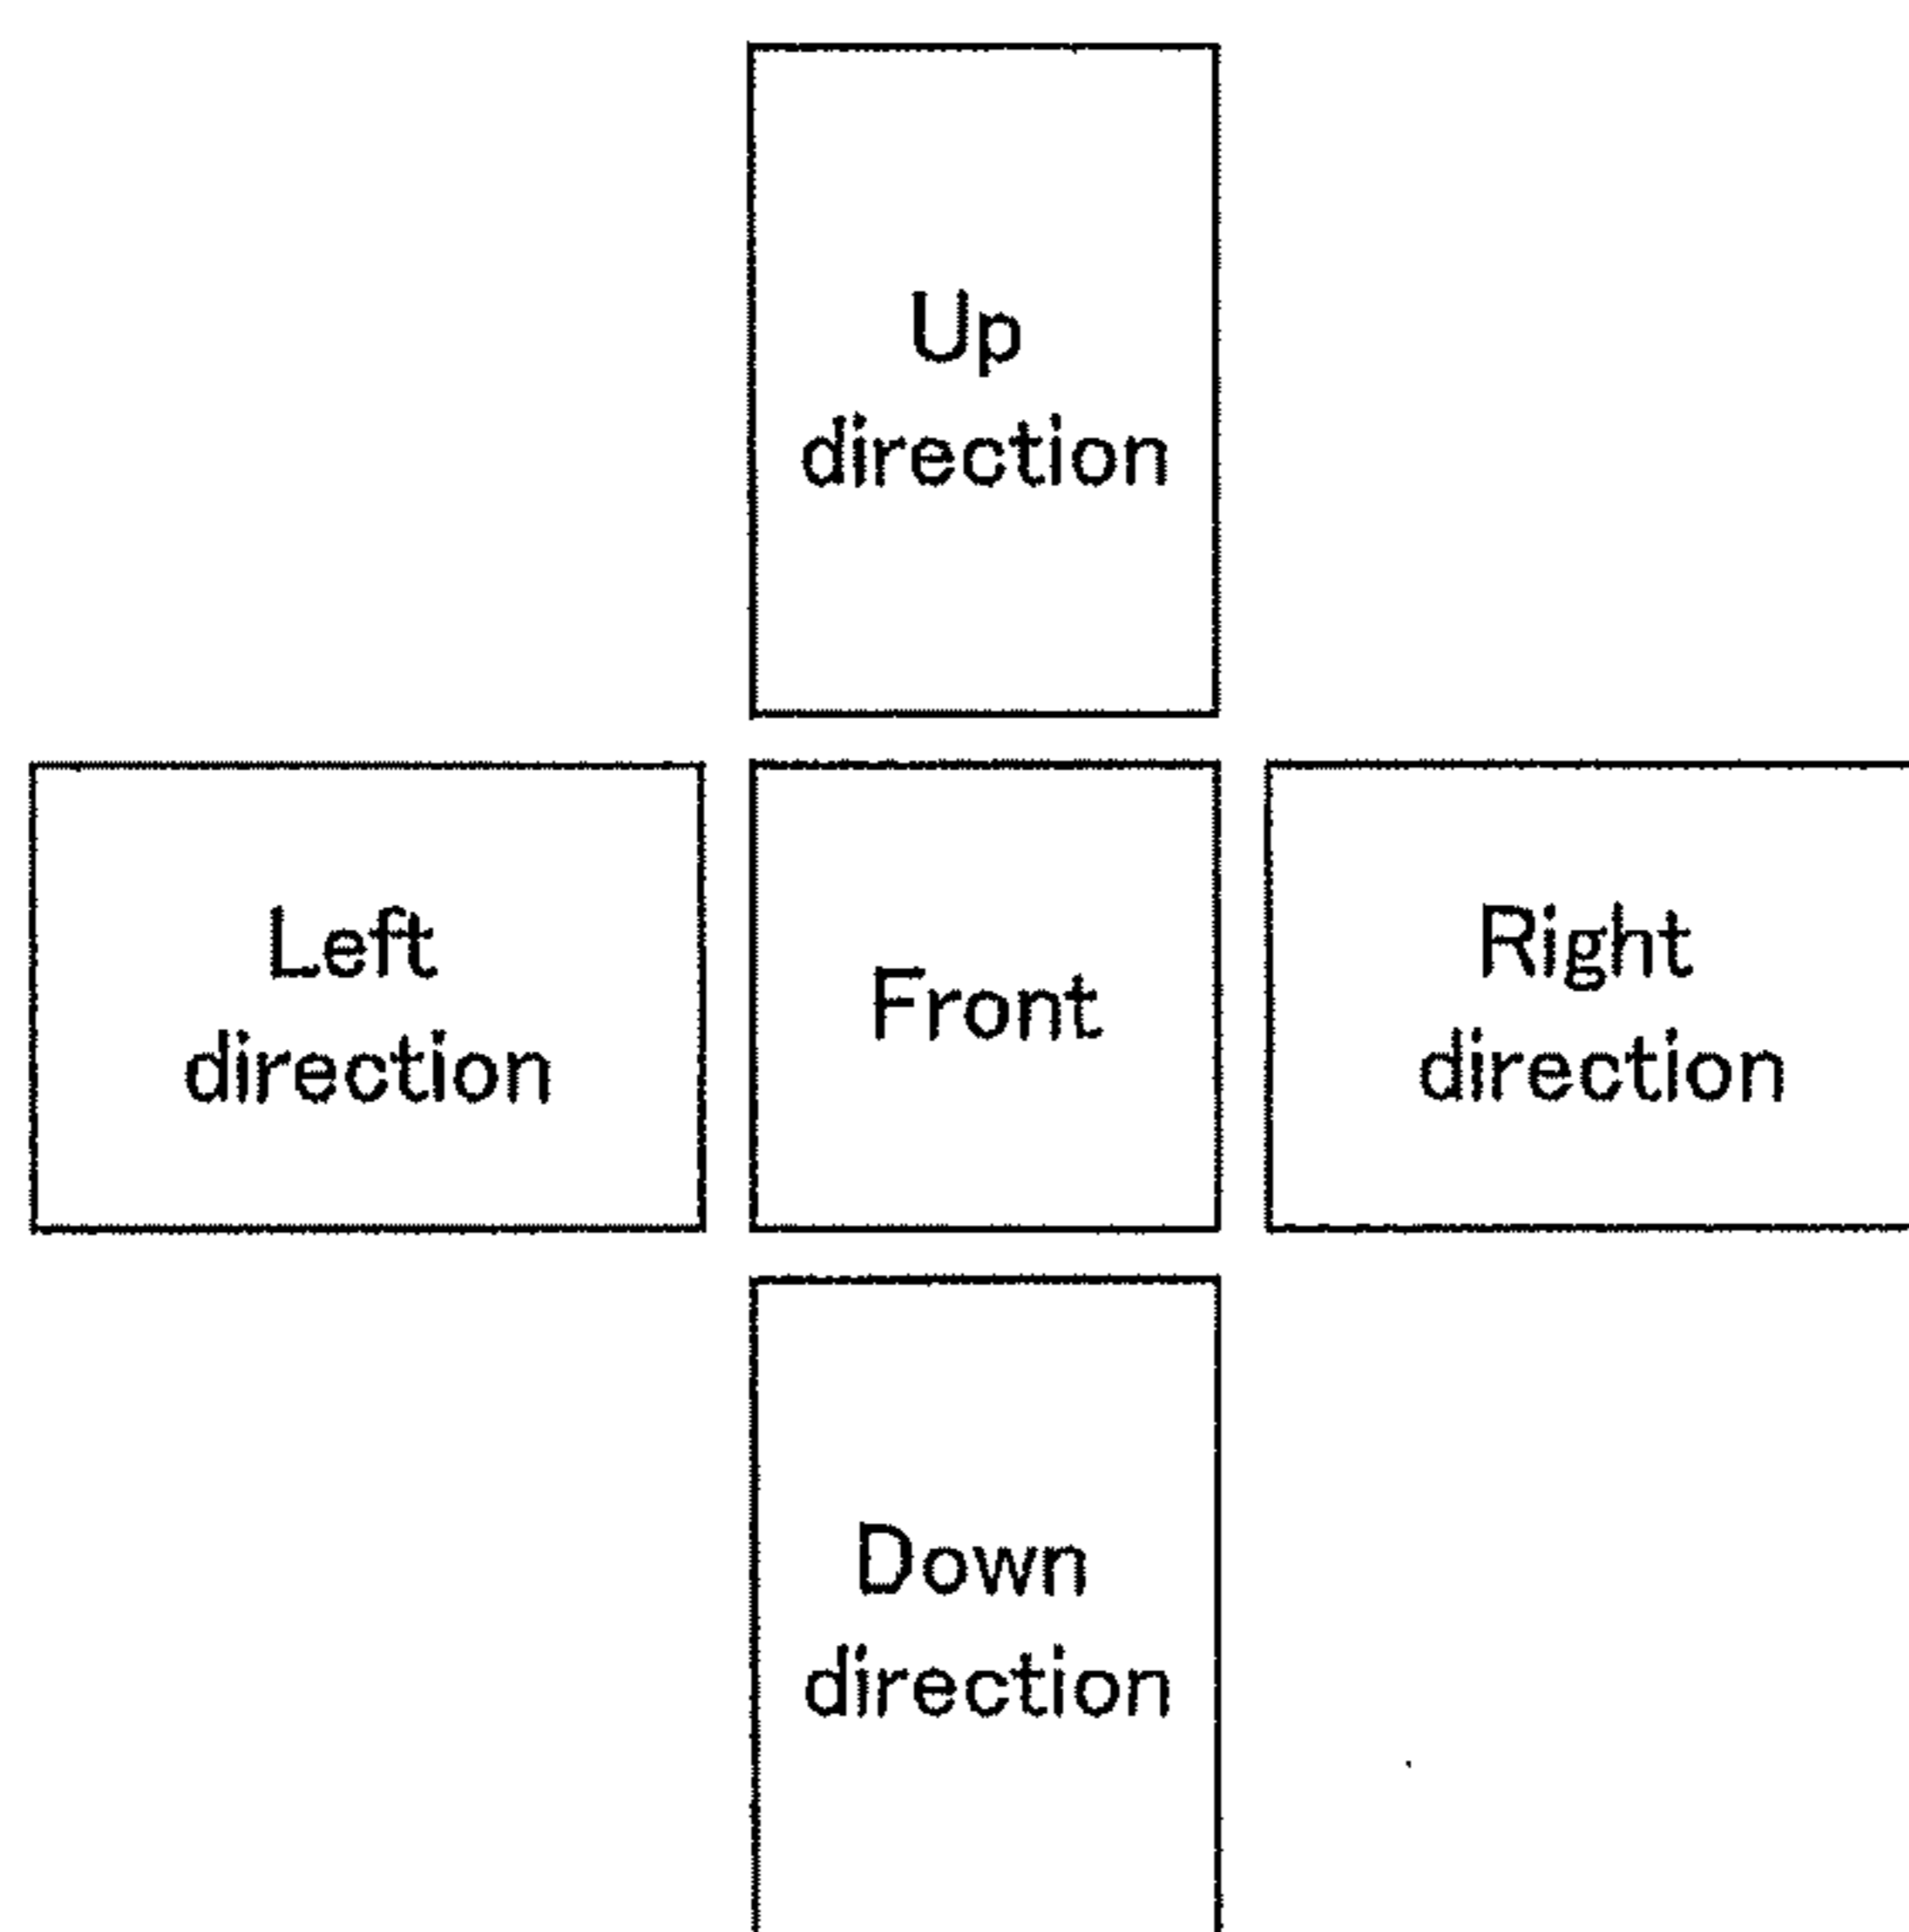 Up
direction
Left
direction
Front
Right
direction
Down
direction